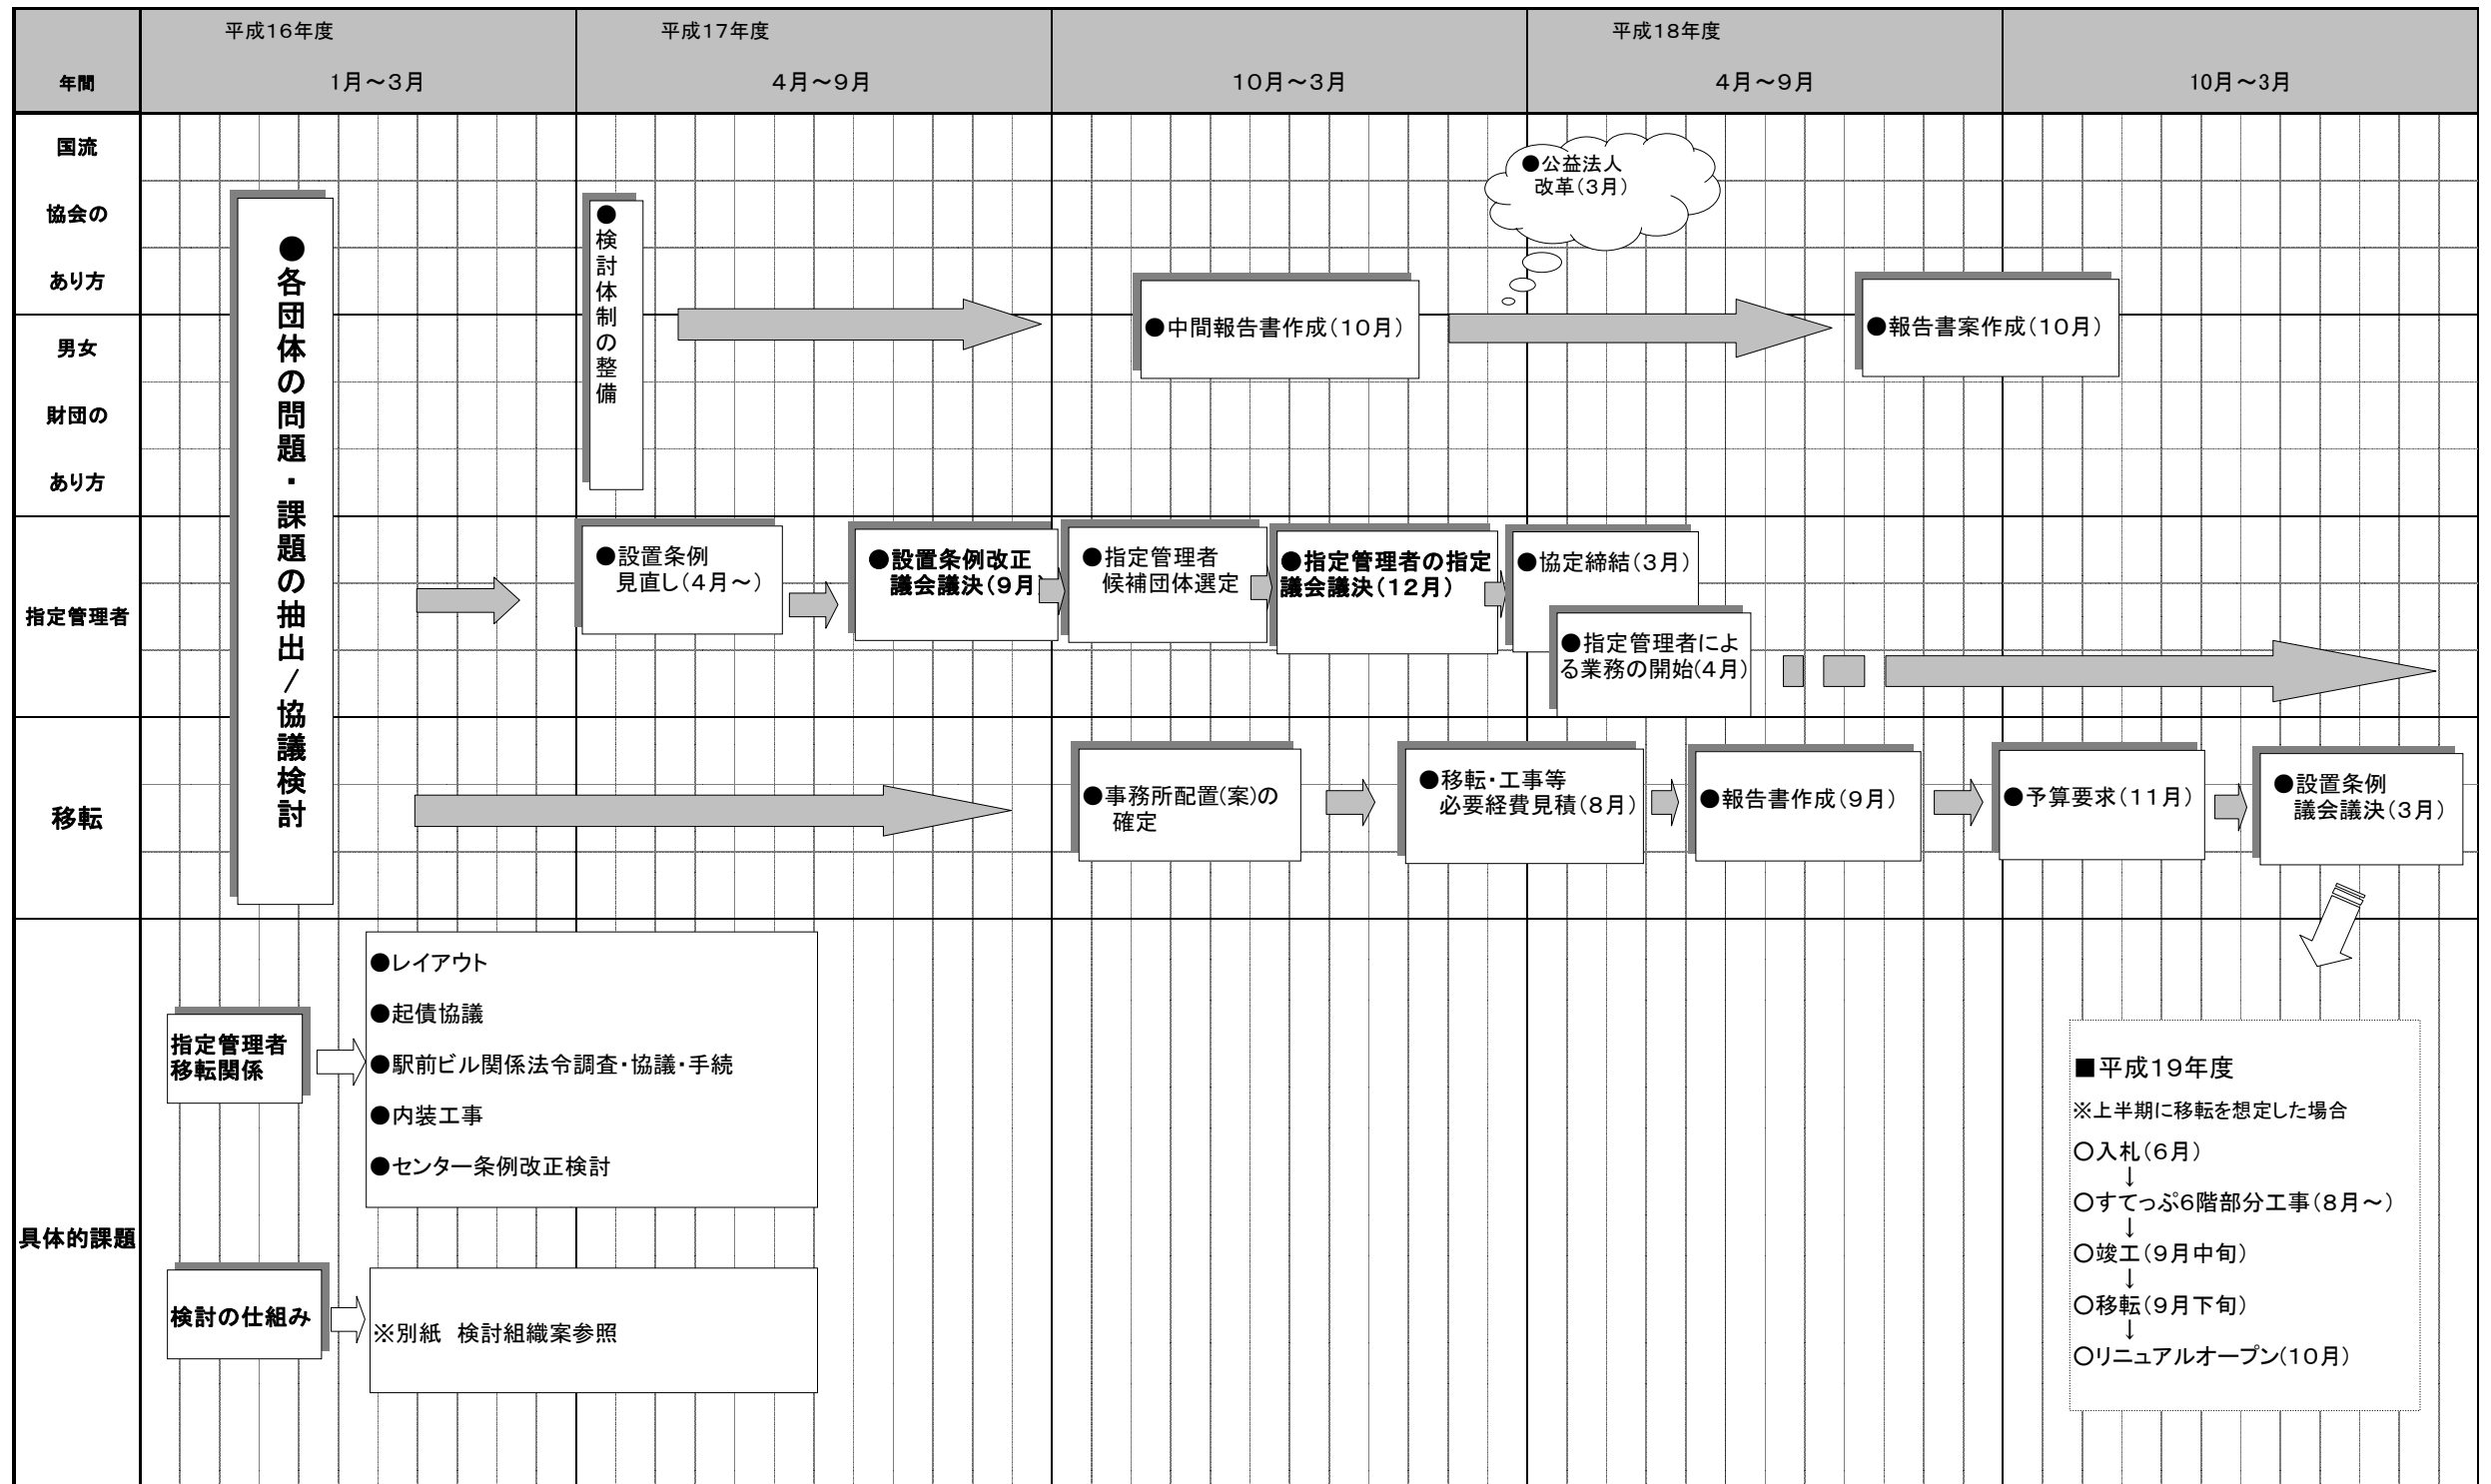 平成16年度
平成17年度
平成18年度
年間
1月～3月
4月～9月
10月～3月
4月～9月
10月～3月
国流
協会の
あり方
男女
財団の
あり方
●各団体の問題・課題の抽出/協議検討
●検討体制の整備
●中間報告書作成(10月)
●公益法人
改革(3月)
●報告書案作成(10月)
指定管理者
●設置条例
見直し(4月～)
●設置条例改正
議会議決(9月)
●指定管理者
候補団体選定
●指定管理者の指定
議会議決(12月)
●協定締結(3月)
●指定管理者によ
る業務の開始(4月)
移転
●事務所配置(案)の
確定
●移転・工事等
必要経費見積(8月)
●報告書作成(9月)
●予算要求(11月)
●設置条例
議会議決(3月)
具体的課題
指定管理者
移転関係
●レイアウト
●起債協議
●駅前ビル関係法令調査・協議・手続
●内装工事
●センター条例改正検討
検討の仕組み
※別紙 検討組織案参照
■平成19年度
※上半期に移転を想定した場合
○入札(6月)
↓
○すてっぷ6階部分工事(8月～)
↓
○竣工(9月中旬)
↓
○移転(9月下旬)
↓
○リニュアルオープン(10月)